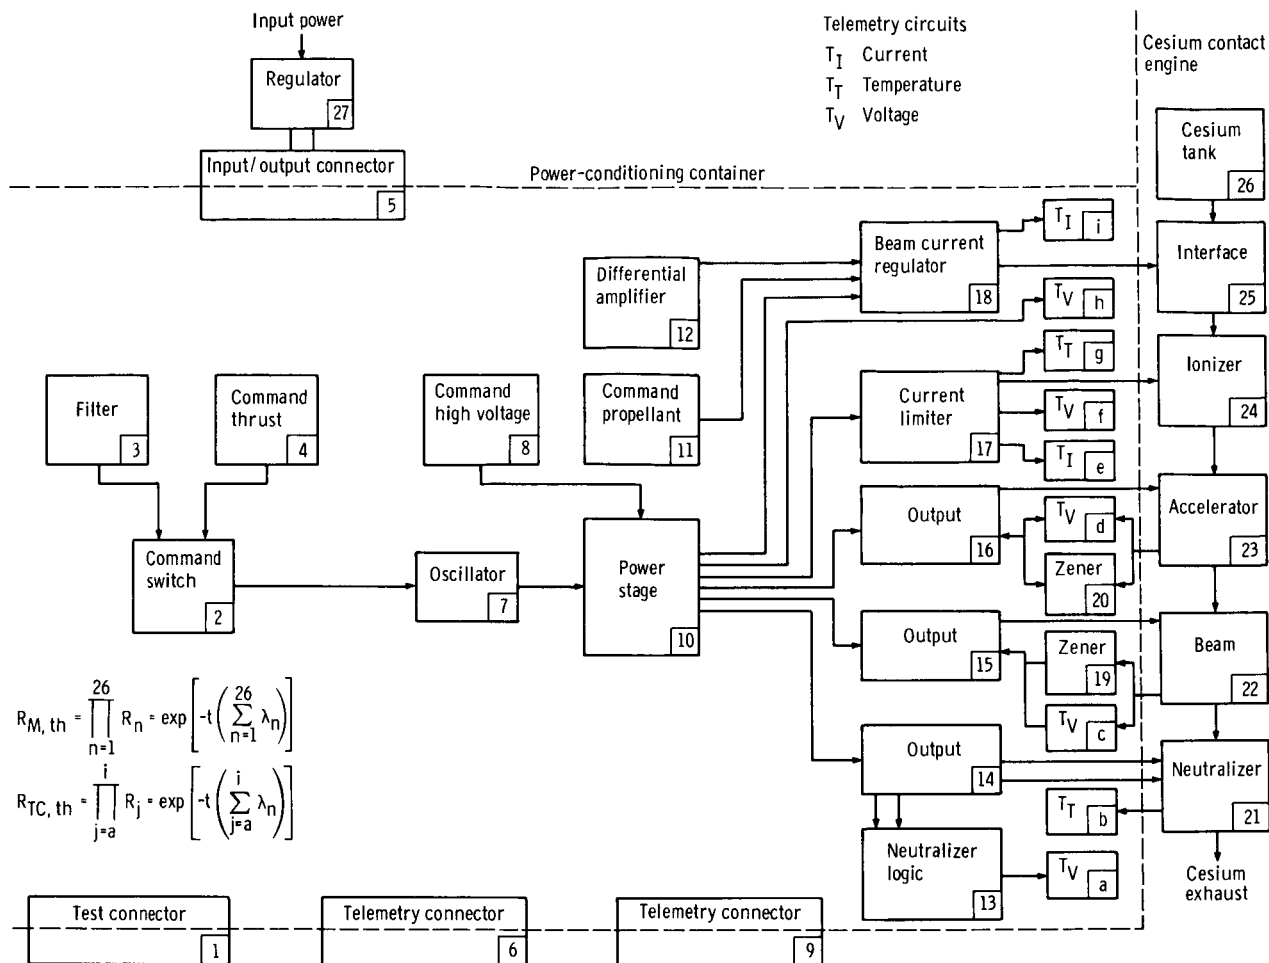 Input power
Regulator
27
Input/output connector
5
Telemetry circuits
T_I Current
T_T Temperature
T_V Voltage
Cesium contact
engine
Power-conditioning container
Cesium
tank
26
Interface
25
Ionizer
24
Accelerator
23
Beam
22
Neutralizer
21
Cesium
exhaust
Differential
amplifier
12
Beam current
regulator
18
T_I i
T_V h
T_T g
T_V f
T_I e
Filter
3
Command
thrust
4
Command
high voltage
8
Command
propellant
11
Current
limiter
17
Command
switch
2
Oscillator
7
Power
stage
10
Output
16
T_V d
Zener
20
Output
15
Zener
19
T_V c
Output
14
T_T b
Neutralizer
logic
13
T_V a
R_{M, th} = ∏_{n=1}^{26} R_n = exp [-t (∑_{n=1}^{26} λ_n)]
R_{TC, th} = ∏_{j=a}^{i} R_j = exp [-t (∑_{j=a}^{i} λ_n)]
Test connector
1
Telemetry connector
6
Telemetry connector
9